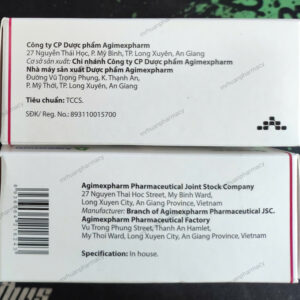 Công ty CP Dược phẩm Agimexpharm
27 Nguyễn Thái Học, P. Mỹ Bình, TP. Long Xuyên, An Giang
Cơ sở sản xuất: Chi nhánh Công ty CP Dược phẩm Agimexpharm
Nhà máy sản xuất Dược phẩm Agimexpharm
Đường Vũ Trọng Phụng, K. Thạnh An,
P. Mỹ Thới, TP. Long Xuyên, An Giang
Tiêu chuẩn: TCCS.
SĐK/ Reg. No.: 893110015700
Agimexpharm Pharmaceutical Joint Stock Company
27 Nguyen Thai Hoc Street, My Binh Ward,
Long Xuyen City, An Giang Province, Vietnam
Manufacturer: Branch of Agimexpharm Pharmaceutical JSC.
Agimexpharm Pharmaceutical Factory
Vu Trong Phung Street, Thanh An Hamlet,
My Thoi Ward, Long Xuyen City, An Giang Province, Vietnam
Specification: In house.